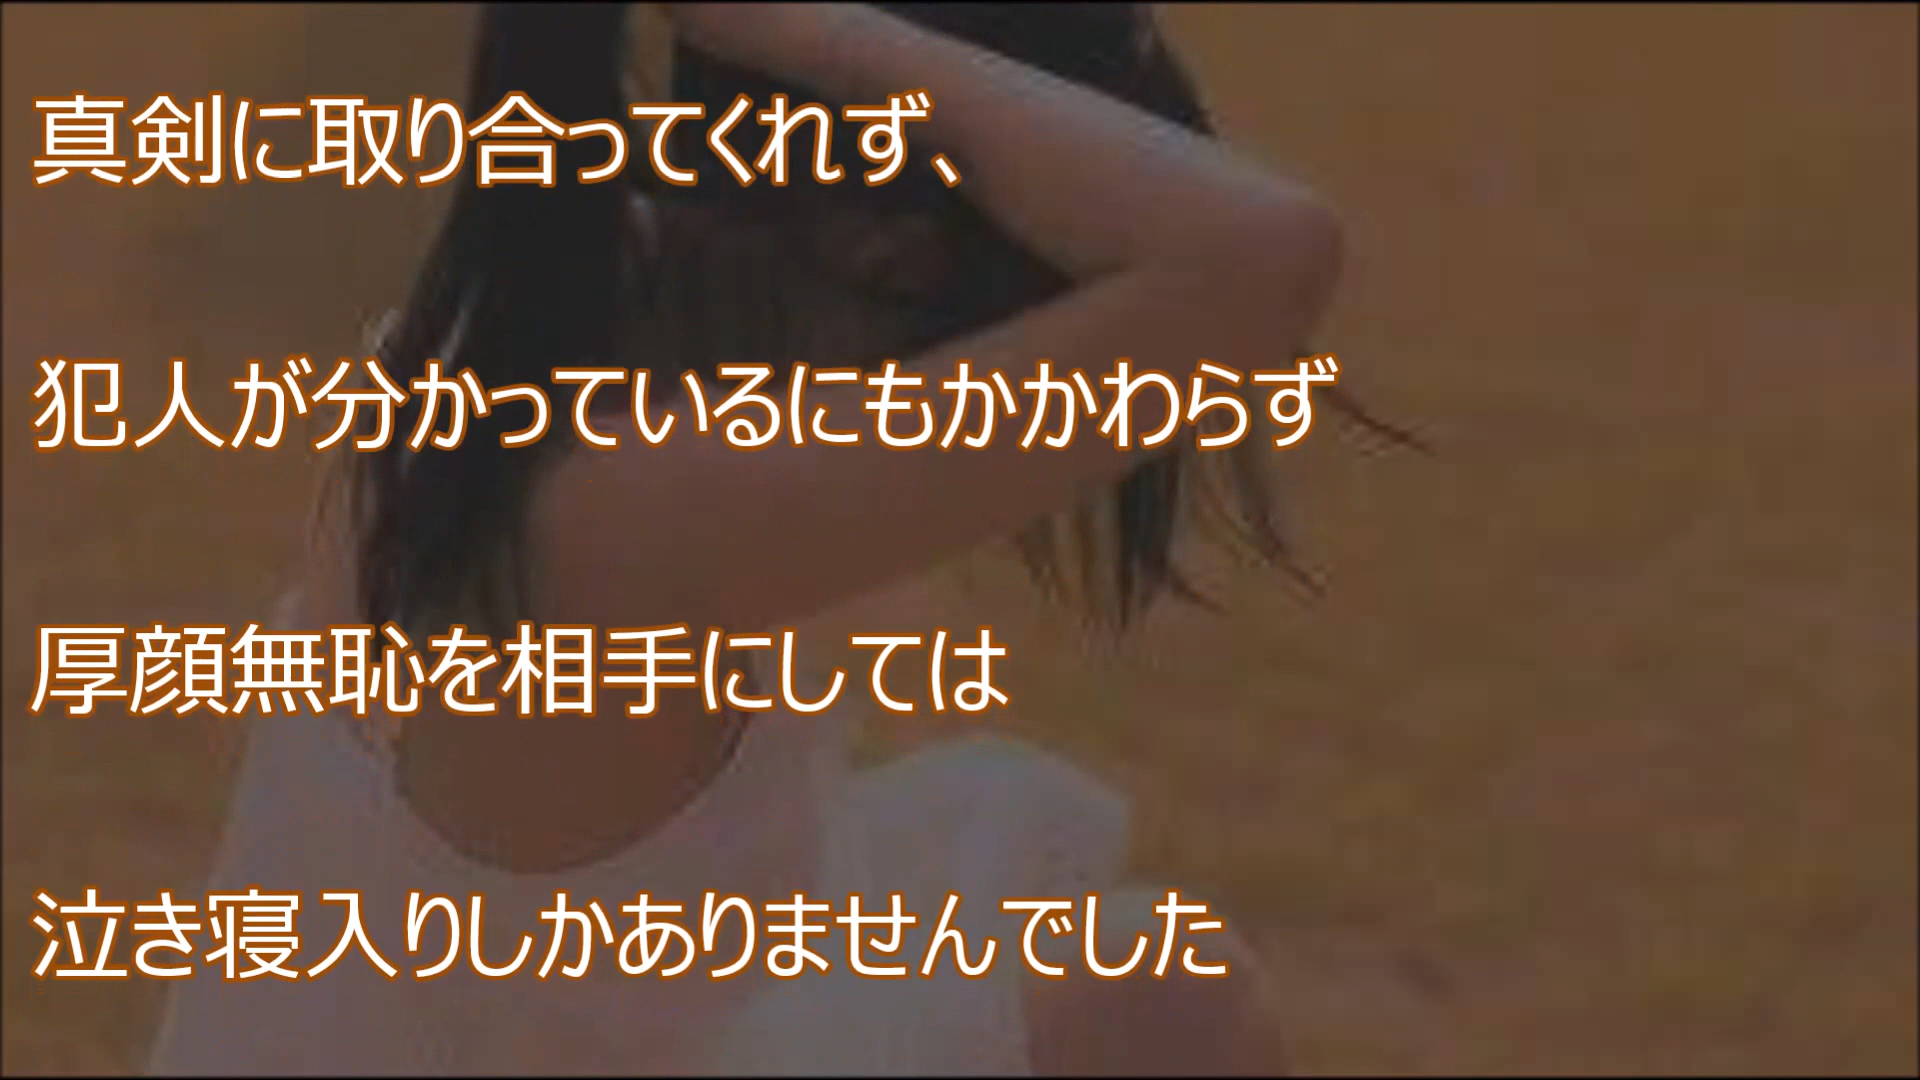 真剣に取り合ってくれず、
犯人が分かっているにもかかわらず
厚顔無恥を相手にしては
泣き寝入りしかありませんでした